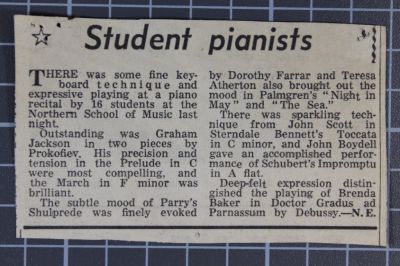 Student pianists
THERE was some fine key-
board technique and
expressive playing at a piano
recital by 16 students at the
Northern School of Music last
night.
Outstanding was Graham
Jackson in two pieces by
Prokofiev. His precision and
tension in the Prelude in C
were most compelling, and
the March in F minor was
brilliant.
The subtle mood of Parry's
Shulprede was finely evoked
by Dorothy Farrar and Teresa
Atherton also brought out the
mood in Palmgren's "Night in
May" and "The Sea."
There was sparkling tech-
nique from John Scott in
Sterndale Bennett's Toccata
in C minor, and John Boydell
gave an accomplished perfor-
mance of Schubert's Impromptu
in A flat.
Deep-felt expression distin-
gished the playing of Brenda
Baker in Doctor Gradus ad
Parnassum by Debussy.—N.E.